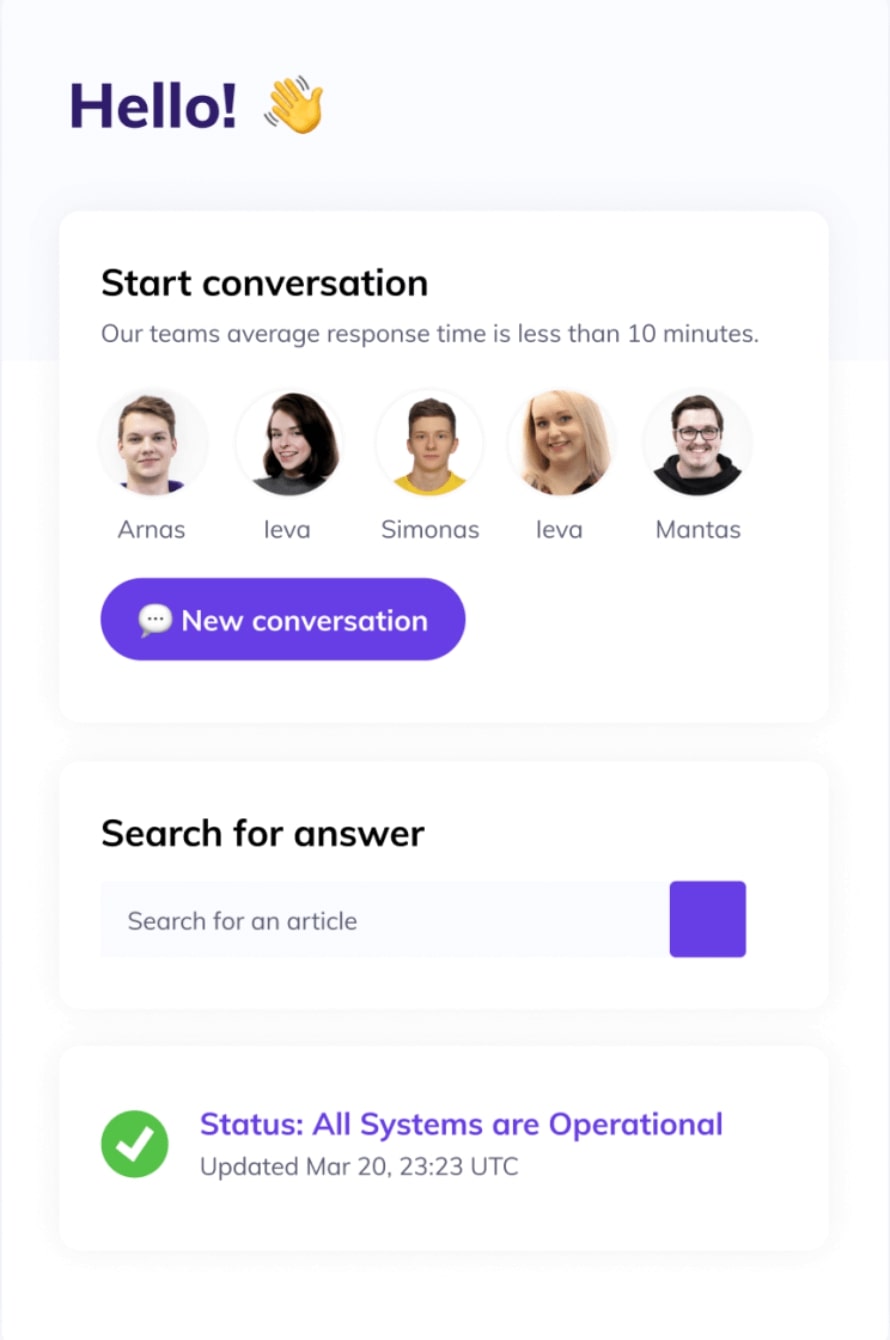 Hello! 👋
Start conversation
Our teams average response time is less than 10 minutes.
Arnas Ieva Simonas Ieva Mantas
💬 New conversation
Search for answer
Search for an article
Status: All Systems are Operational
Updated Mar 20, 23:23 UTC